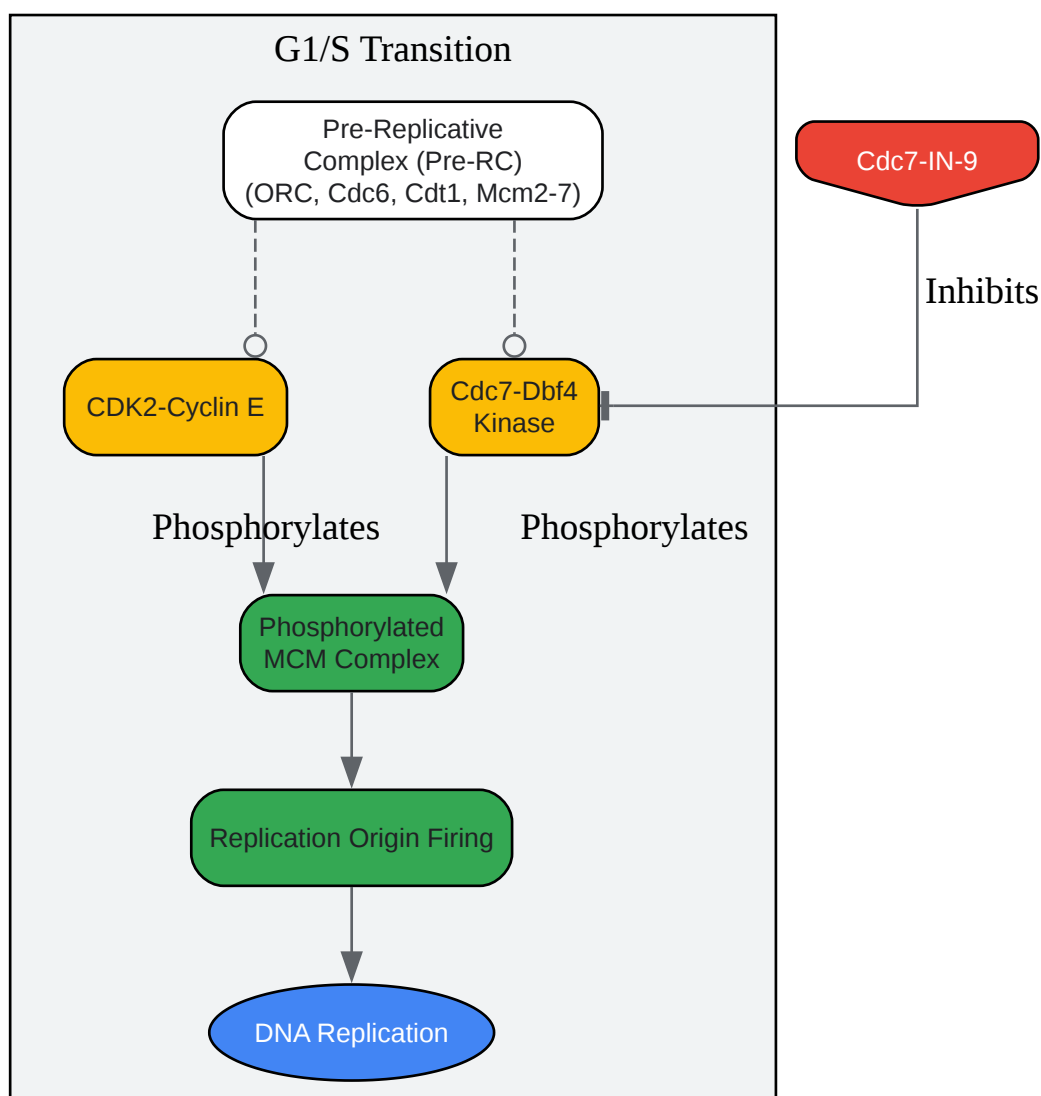 G1/S Transition
Pre-Replicative
Complex (Pre-RC)
(ORC, Cdc6, Cdt1, Mcm2-7)
Cdc7-IN-9
Inhibits
CDK2-Cyclin E
Cdc7-Dbf4
Kinase
Phosphorylates
Phosphorylates
Phosphorylated
MCM Complex
Replication Origin Firing
DNA Replication